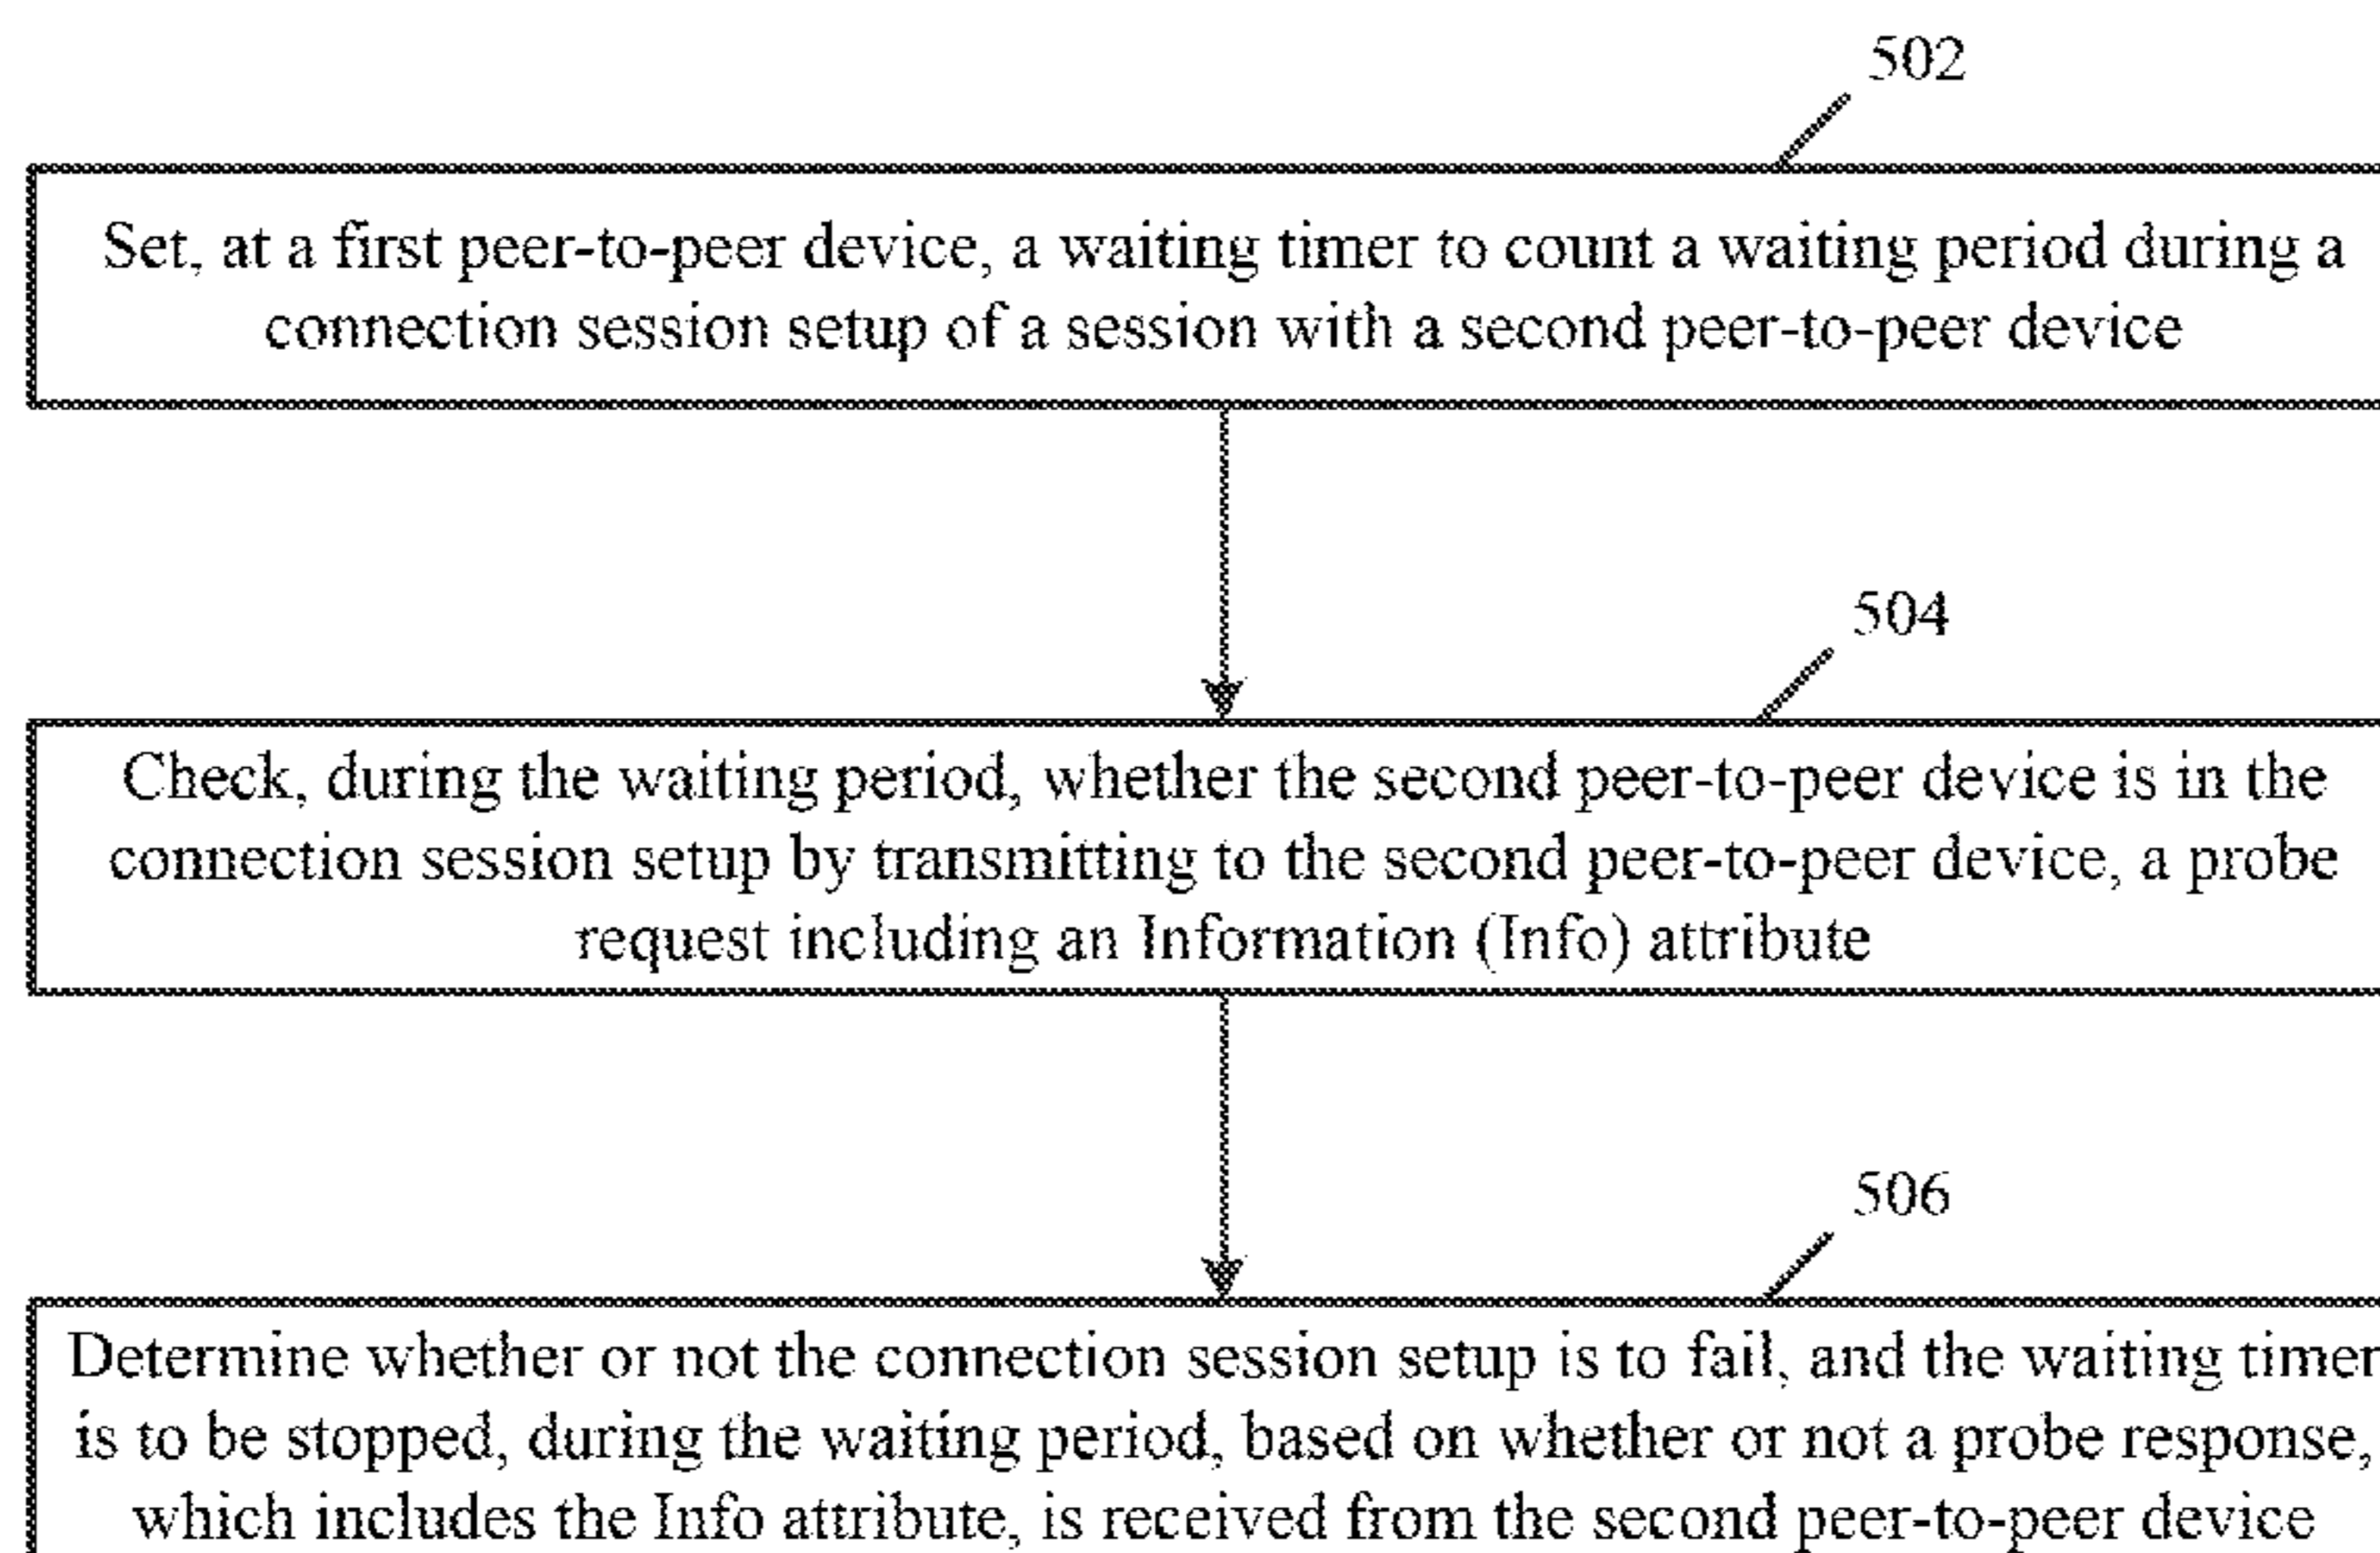 502
Set, at a first peer-to-peer device, a waiting timer to count a waiting period during a
connection session setup of a session with a second peer-to-peer device
504
Check, during the waiting period, whether the second peer-to-peer device is in the
connection session setup by transmitting to the second peer-to-peer device, a probe
request including an Information (Info) attribute
506
Determine whether or not the connection session setup is to fail, and the waiting timer
is to be stopped, during the waiting period, based on whether or not a probe response,
which includes the Info attribute, is received from the second peer-to-peer device